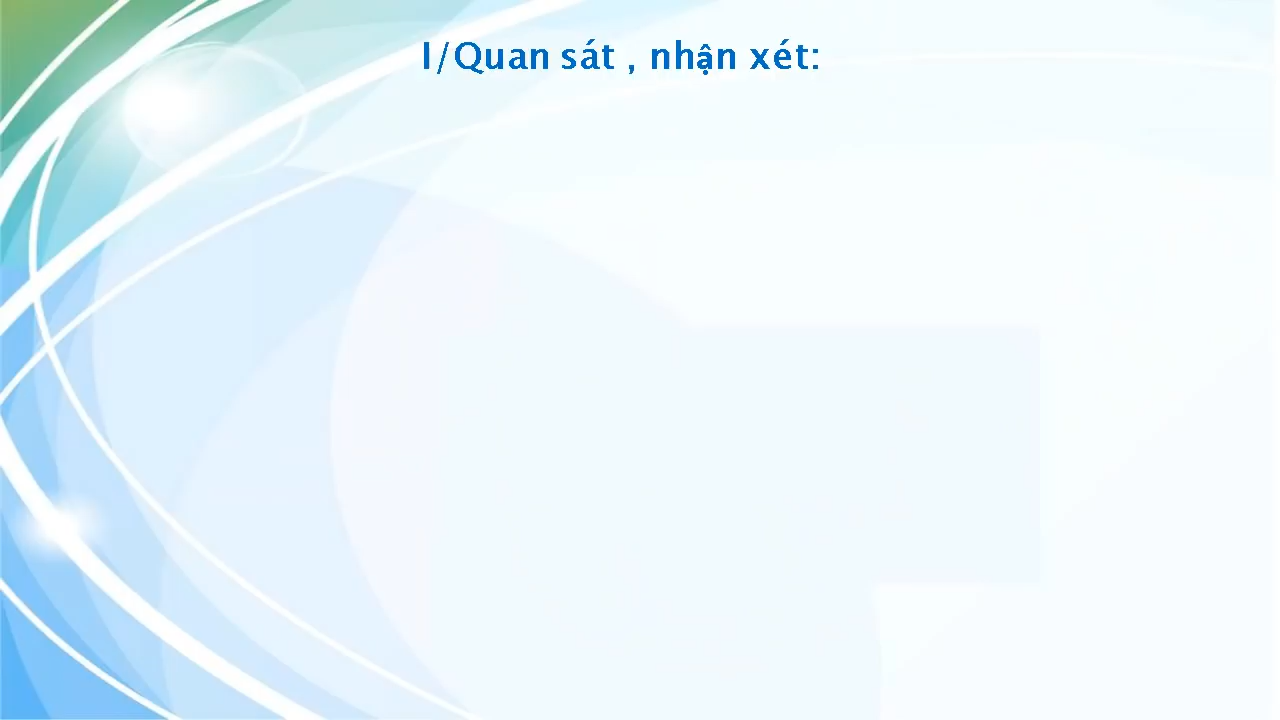 I/Quan sát , nhận xét: